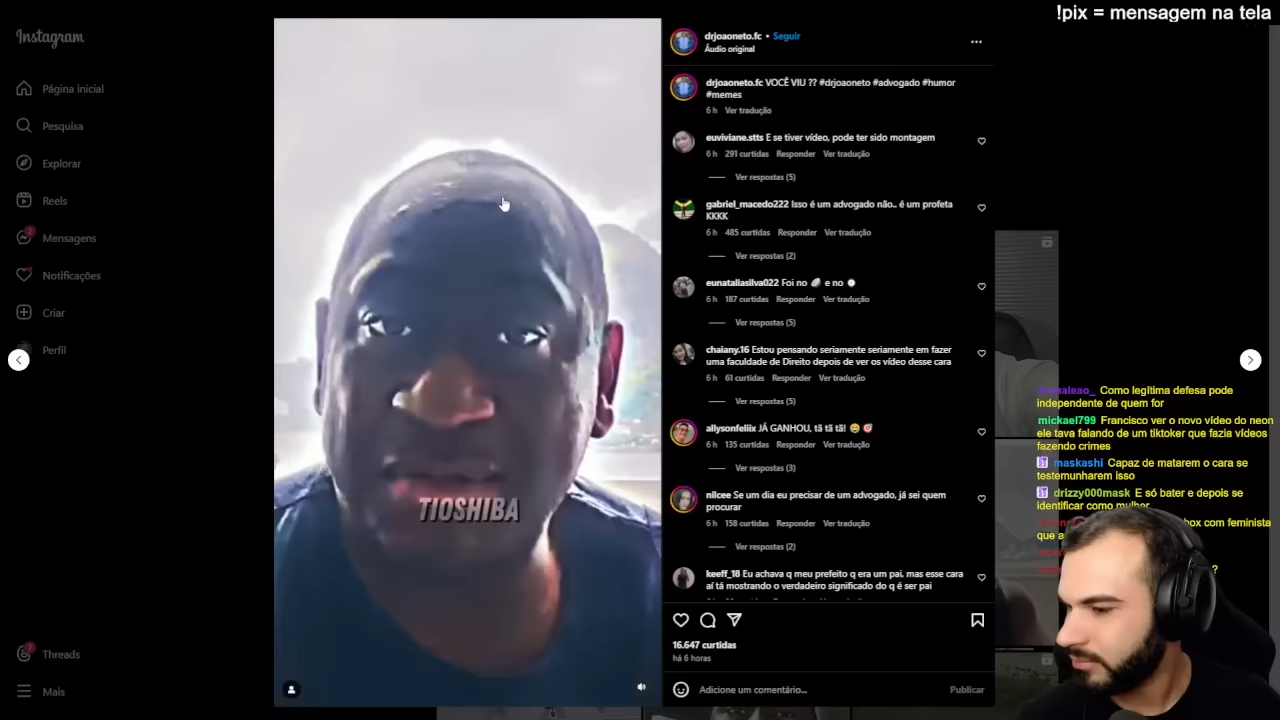 !pix = mensagem na tela
Instagram
Página inicial
Pesquisa
Explorar
Reels
2
Mensagens
Notificações
Criar
Perfil
Threads
Mais
TIOSHIBA
drjoaoneto.fc • Seguir
Áudio original
drjoaoneto.fc VOCÊ VIU ?? #drjoaoneto #advogado #humor
#memes
6 h Ver tradução
euviviane.stts E se tiver vídeo, pode ter sido montagem
6 h 291 curtidas Responder Ver tradução
Ver respostas (5)
gabriel_macedo222 Isso é um advogado não.. é um profeta
KKKK
6 h 485 curtidas Responder Ver tradução
Ver respostas (2)
eunataliasilva022 Foi no 🏉 e no
6 h 187 curtidas Responder Ver tradução
Ver respostas (5)
chaiany.16 Estou pensando seriamente seriamente em fazer
uma faculdade de Direito depois de ver os vídeo desse cara
6 h 61 curtidas Responder Ver tradução
Ver respostas (5)
allysonfeliix JÁ GANHOU, tã tã tã! 😂 🎯
6 h 135 curtidas Responder Ver tradução
Ver respostas (3)
nilcee Se um dia eu precisar de um advogado, já sei quem
procurar
6 h 158 curtidas Responder Ver tradução
Ver respostas (2)
keeff_18 Eu achava q meu prefeito q era um pai, mas esse cara
aí tá mostrando o verdadeiro significado do q é ser pai
16.647 curtidas
há 6 horas
Adicione um comentário...
Publicar
Como legítima defesa pode
independente de quem for
mickael799 Francisco ver o novo vídeo do neon
ele tava falando de um tiktoker que fazia vídeos
fazendo crimes
maskashi Capaz de matarem o cara se
testemunharem isso
drizzy000mask E só bater e depois se
identificar como mulher
box com feminista
que a
?